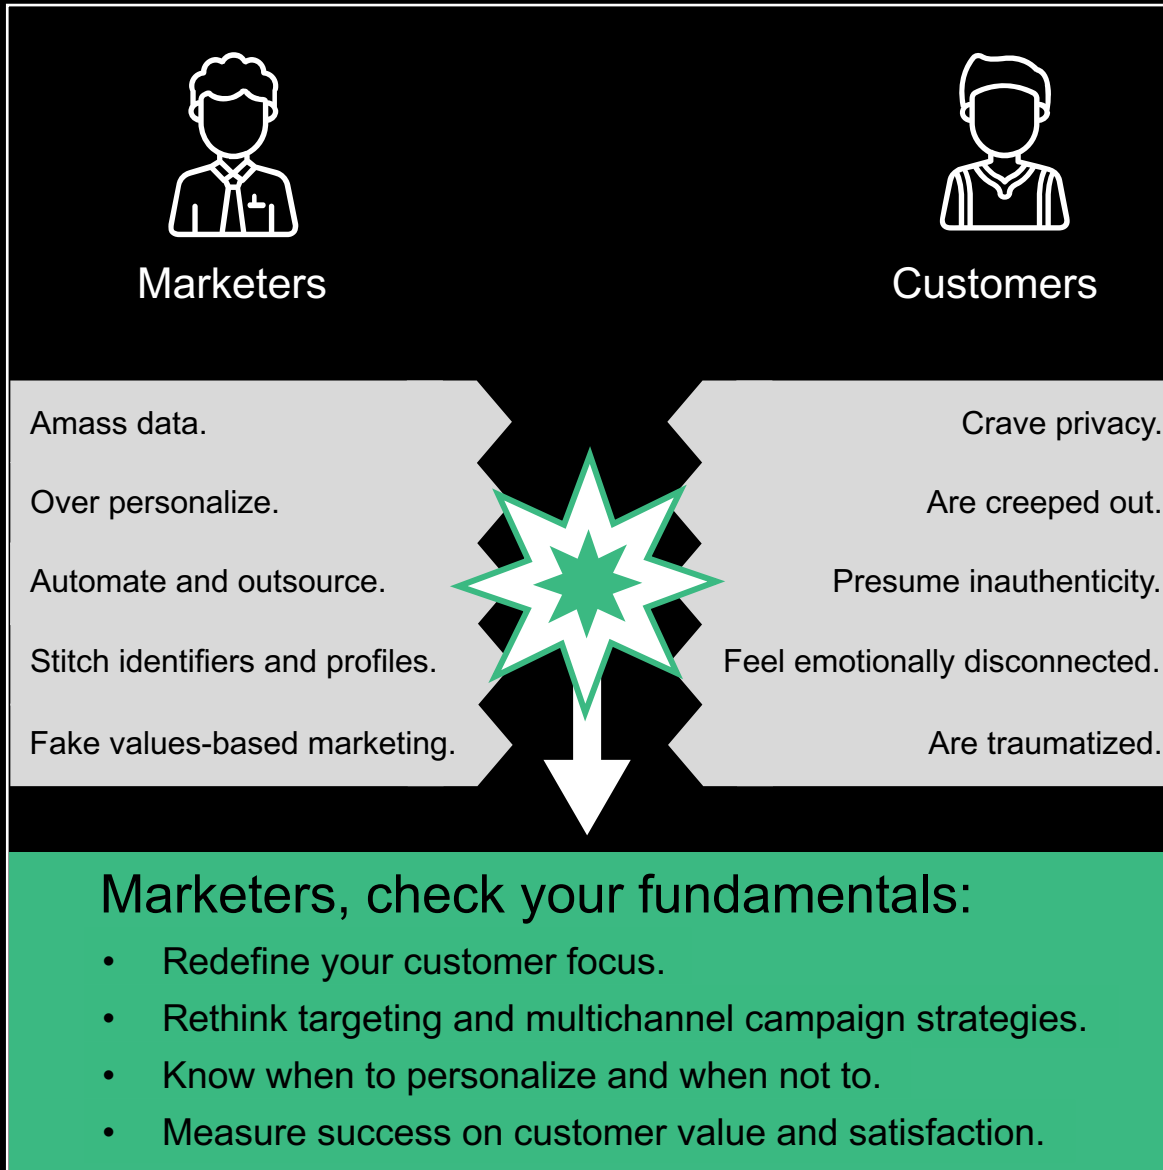 Marketers
Customers
Amass data.
Crave privacy.
Over personalize.
Are creeped out.
Automate and outsource.
Presume inauthenticity.
Stitch identifiers and profiles.
Feel emotionally disconnected.
Fake values-based marketing.
Are traumatized.
Marketers, check your fundamentals:
• Redefine your customer focus.
• Rethink targeting and multichannel campaign strategies.
• Know when to personalize and when not to.
• Measure success on customer value and satisfaction.